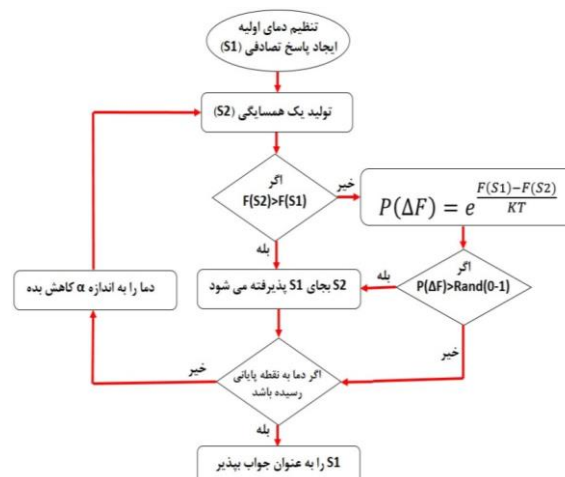 تنظیم دمای اولیه
ایجاد پاسخ تصادفی (S1)
تولید یک همسایگی (S2)
اگر
F(S2)>F(S1)
خیر
P(ΔF) = e^{\frac{F(S1)-F(S2)}{KT}}
بله
اگر
P(ΔF)>Rand(0-1)
بله
S2 بجای S1 پذیرفته می شود
دما را به اندازه α کاهش بده
خیر
اگر دما به نقطه پایانی
رسیده باشد
خیر
بله
S1 را به عنوان جواب بپذیر